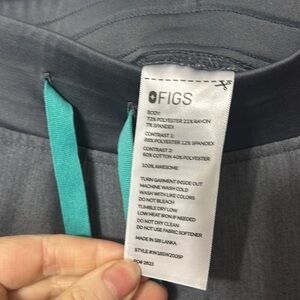 FIGS
BODY:
72% POLYESTER 21% RAYON
7% SPANDEX
CONTRAST 1:
88% POLYESTER 12% SPANDEX
CONTRAST 2:
60% COTTON 40% POLYESTER
100% AWESOME
TURN GARMENT INSIDE OUT
MACHINE WASH COLD
WASH WITH LIKE COLORS
DO NOT BLEACH
TUMBLE DRY LOW
LOW HEAT IRON IF NEEDED
DO NOT DRY CLEAN
DO NOT USE FABRIC SOFTENER
MADE IN SRI LANKA